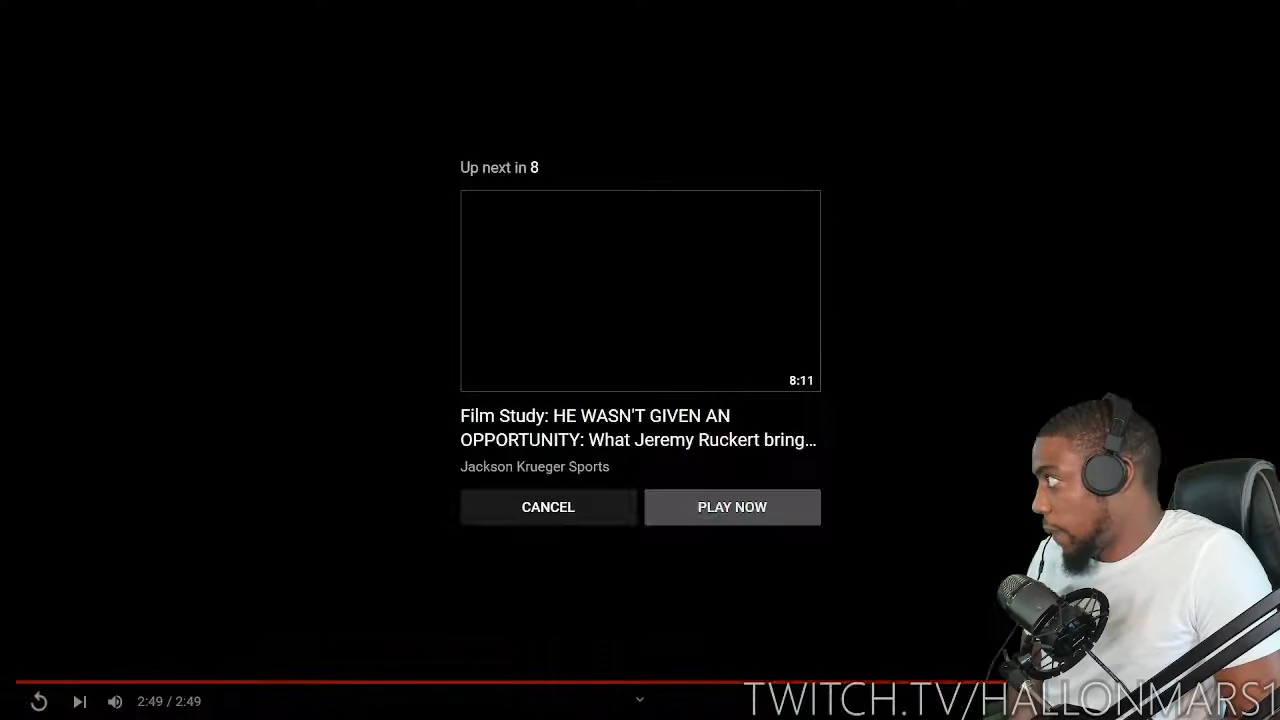 Up next in 8
8:11
Film Study: HE WASN'T GIVEN AN
OPPORTUNITY: What Jeremy Ruckert bring...
Jackson Krueger Sports
CANCEL
PLAY NOW
2:49 / 2:49
TWITCH.TV/HALLONMARS1